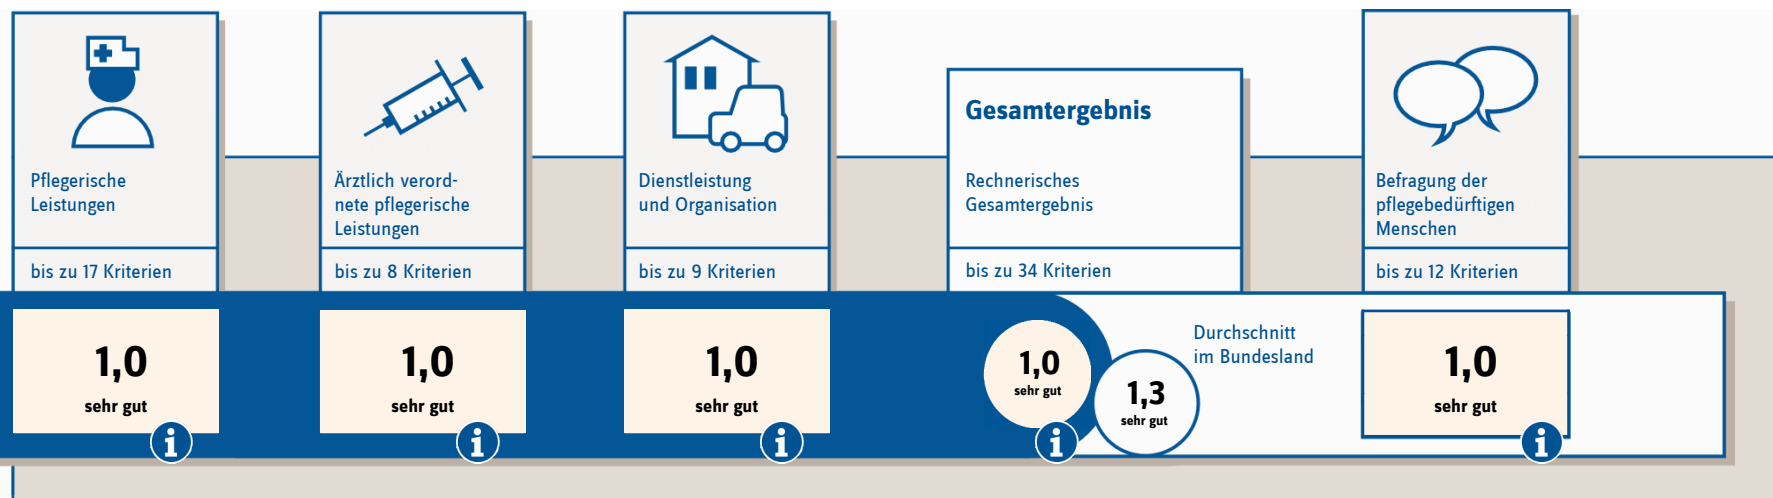 Pflegerische
Leistungen
bis zu 17 Kriterien
1,0
sehr gut
i
Ärztlich verord-
nete pflegerische
Leistungen
bis zu 8 Kriterien
1,0
sehr gut
i
Dienstleistung
und Organisation
bis zu 9 Kriterien
1,0
sehr gut
i
Gesamtergebnis
Rechnerisches
Gesamtergebnis
bis zu 34 Kriterien
1,0
sehr gut
i
1,3
sehr gut
Durchschnitt
im Bundesland
Befragung der
pflegebedürftigen
Menschen
bis zu 12 Kriterien
1,0
sehr gut
i